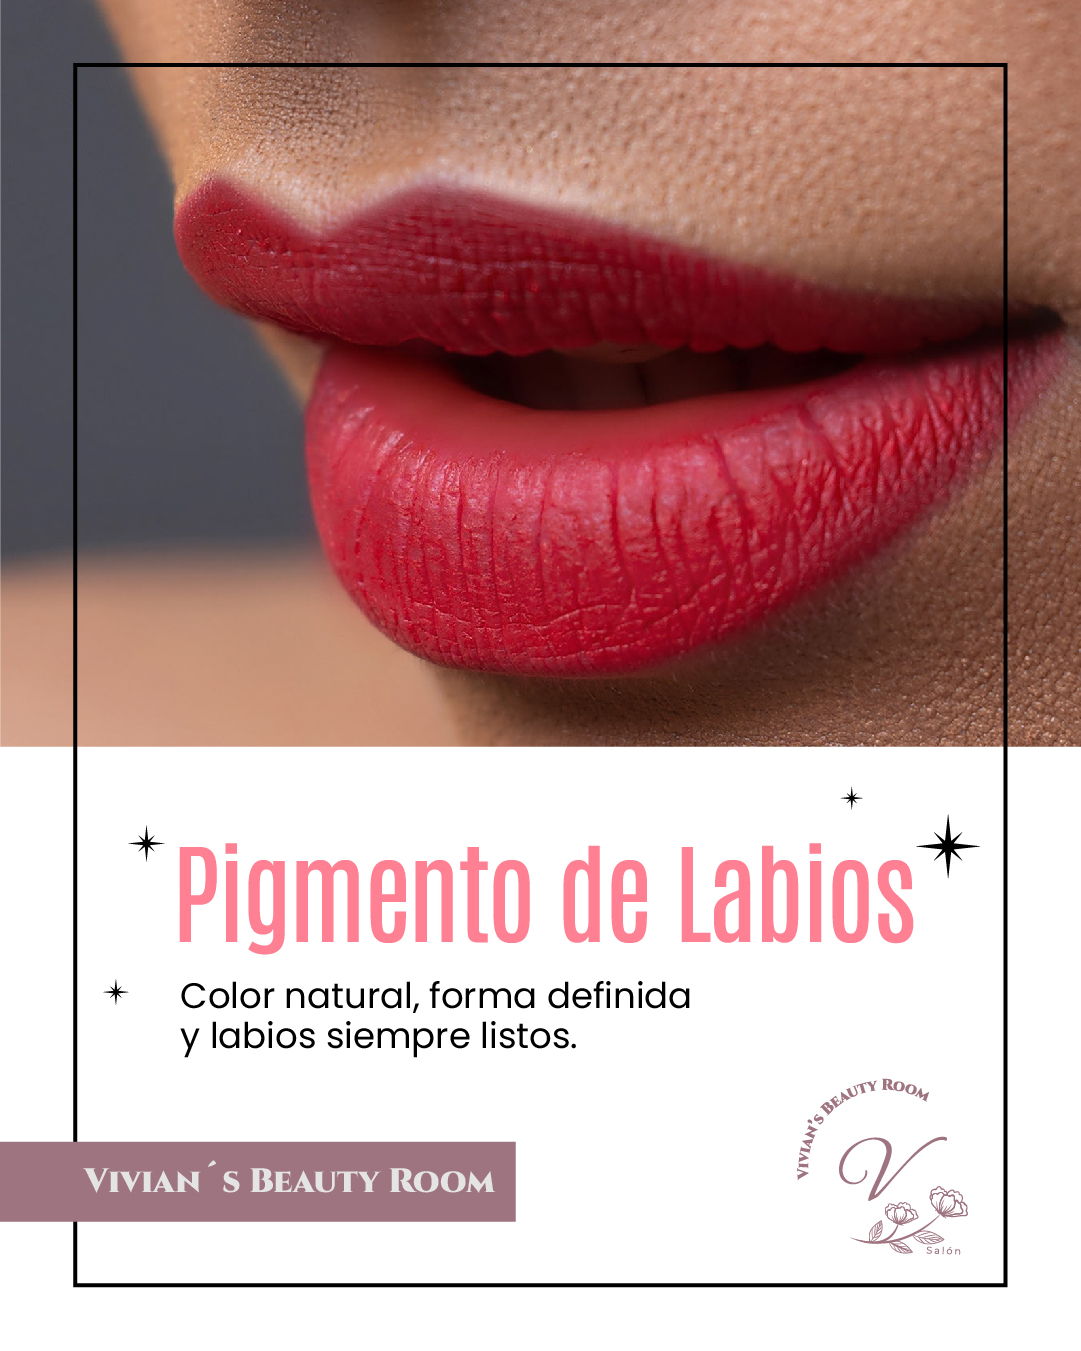 Pigmento de Labios
Color natural, forma definida
y labios siempre listos.
VIVIAN'S BEAUTY ROOM
V
Salón
VIVIAN´S BEAUTY ROOM